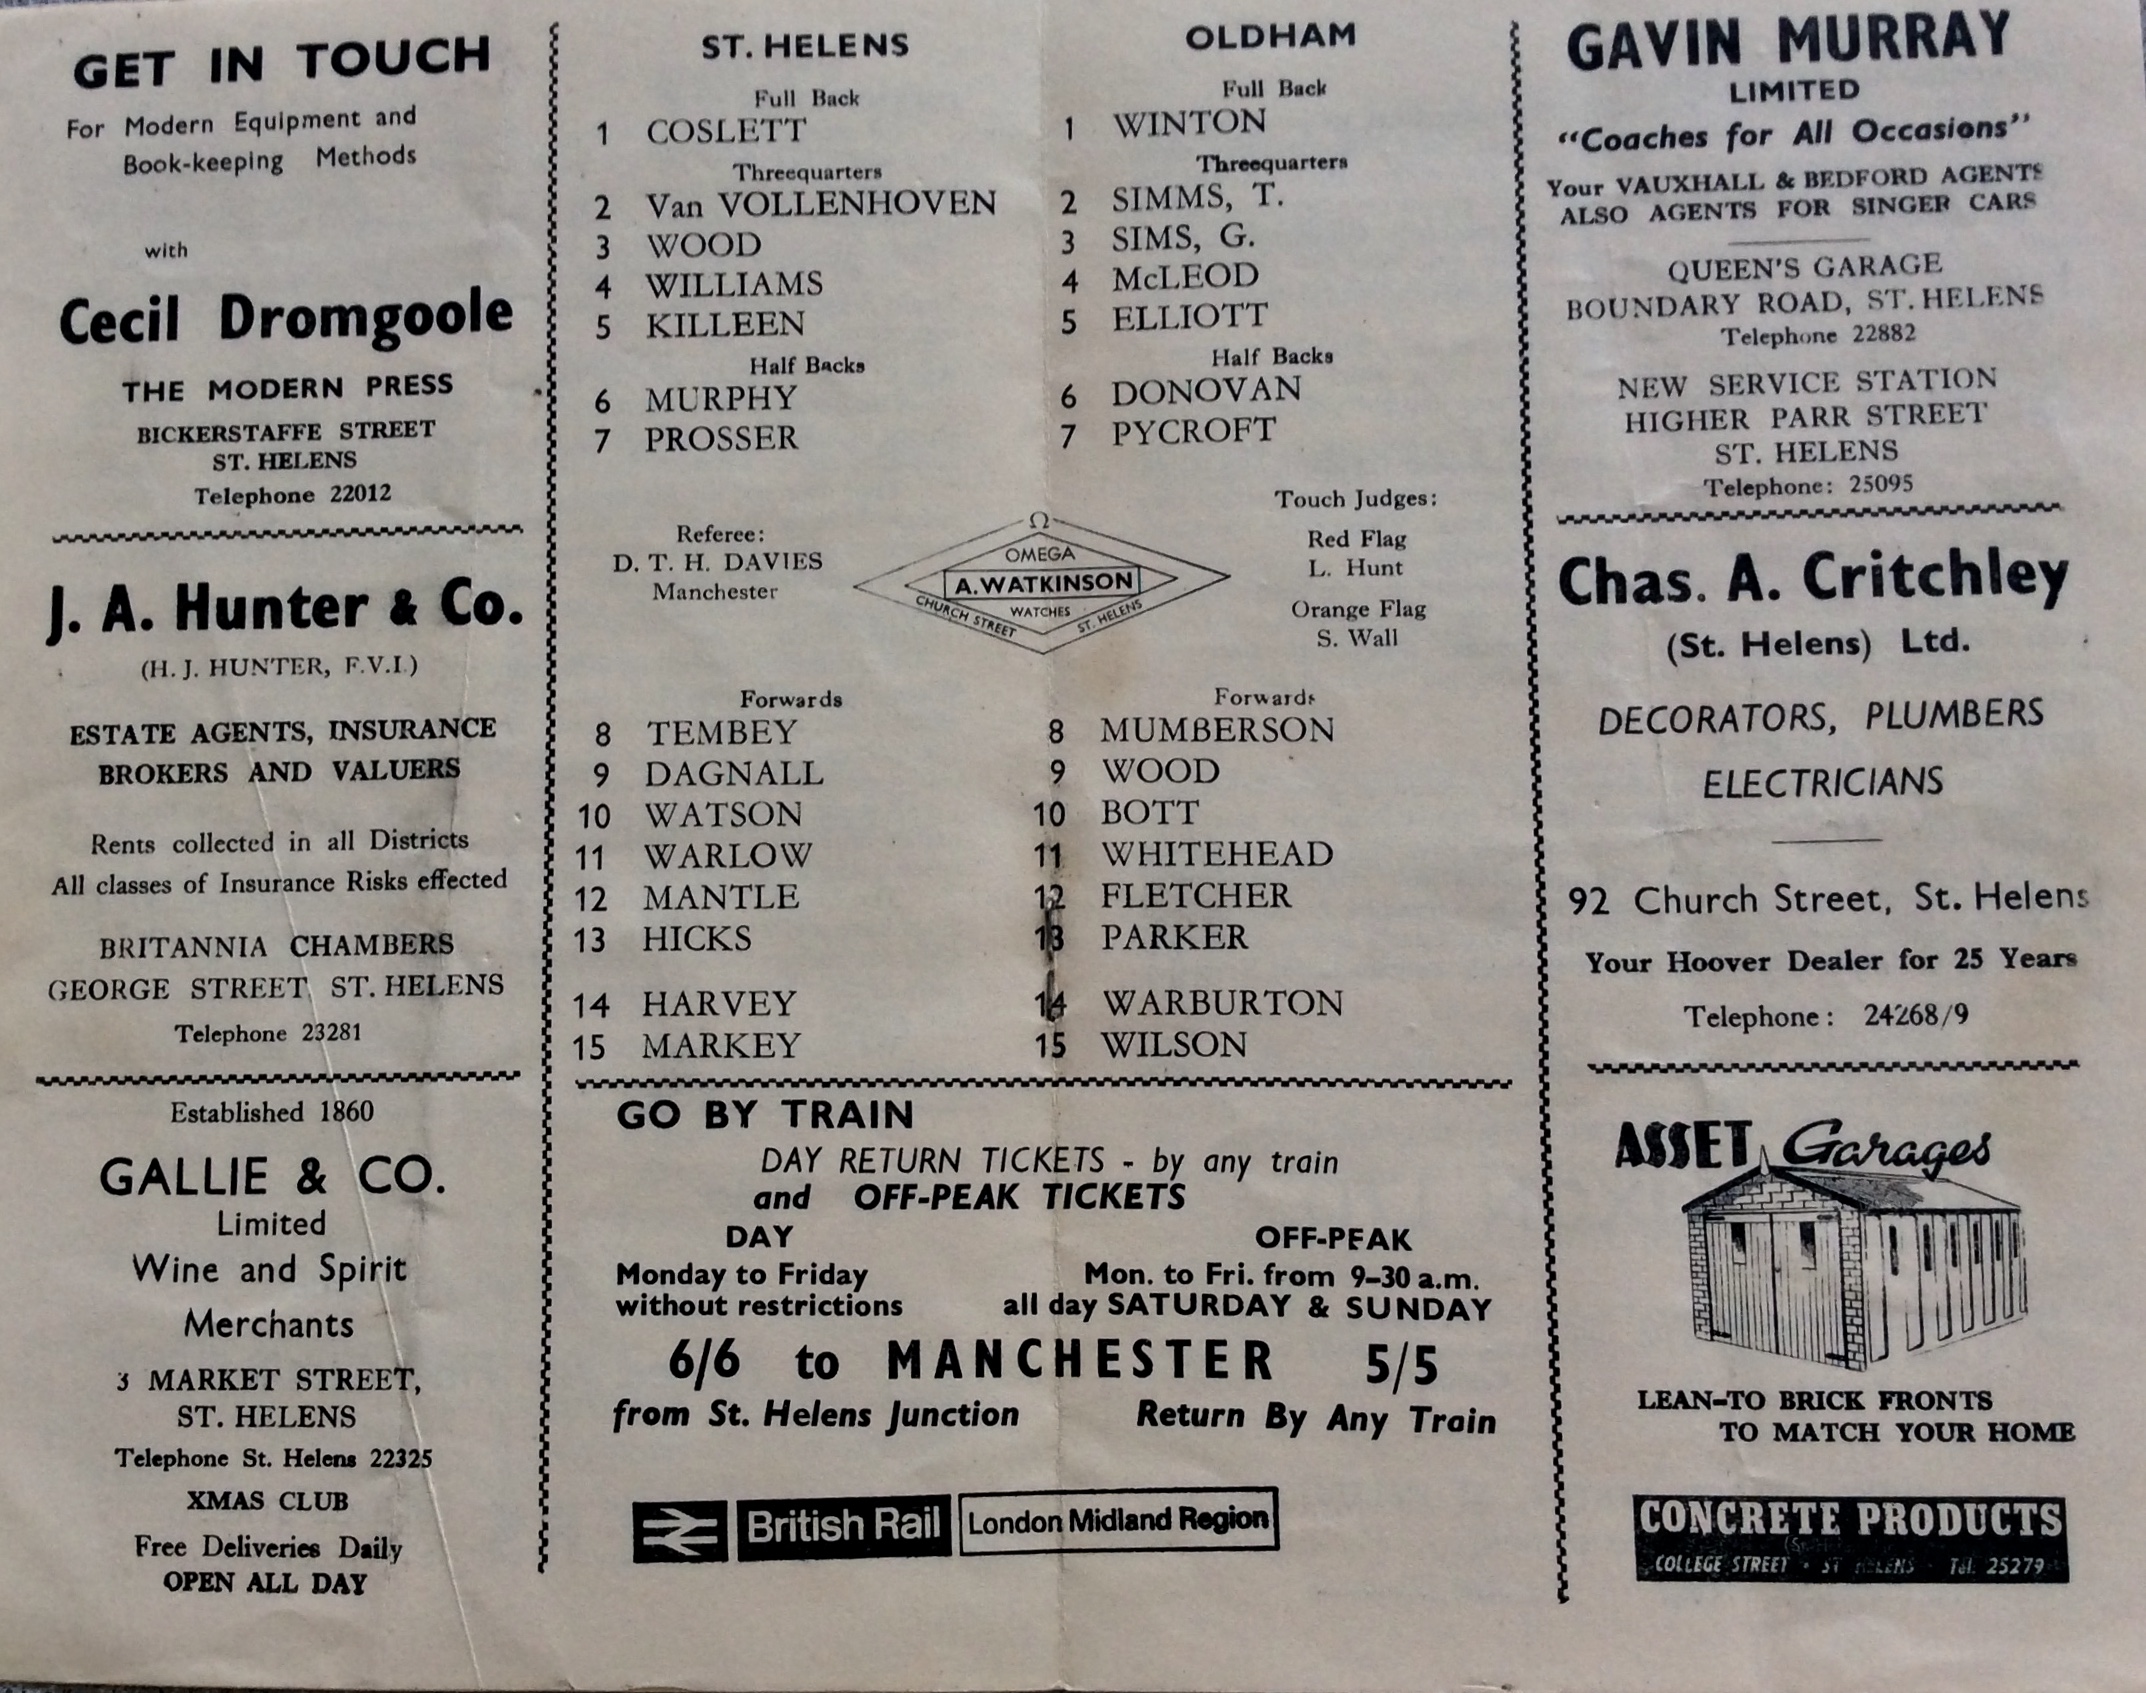 GET IN TOUCH
For Modern Equipment and
Book-keeping Methods
with
Cecil Dromgoole
THE MODERN PRESS
BICKERSTAFFE STREET
ST. HELENS
Telephone 22012
J. A. Hunter & Co.
(H. J. HUNTER, F.V.I.)
ESTATE AGENTS, INSURANCE
BROKERS AND VALUERS
Rents collected in all Districts
All classes of Insurance Risks effected
BRITANNIA CHAMBERS
GEORGE STREET ST. HELENS
Telephone 23281
Established 1860
GALLIE & CO.
Limited
Wine and Spirit
Merchants
3 MARKET STREET,
ST. HELENS
Telephone St. Helens 22325
XMAS CLUB
Free Deliveries Daily
OPEN ALL DAY
ST. HELENS
Full Back
1 COSLETT
Threequarters
2 Van VOLLENHOVEN
3 WOOD
4 WILLIAMS
5 KILLEEN
Half Backs
6 MURPHY
7 PROSSER
OLDHAM
Full Back
1 WINTON
Threequarters
2 SIMMS, T.
3 SIMS, G.
4 McLEOD
5 ELLIOTT
Half Backs
6 DONOVAN
7 PYCROFT
Referee:
D. T. H. DAVIES
Manchester
Ω
OMEGA
A. WATKINSON
WATCHES
CHURCH STREET ST. HELENS
Touch Judges:
Red Flag
L. Hunt
Orange Flag
S. Wall
Forwards
8 TEMBEY
9 DAGNALL
10 WATSON
11 WARLOW
12 MANTLE
13 HICKS
14 HARVEY
15 MARKEY
Forwards
8 MUMBERSON
9 WOOD
10 BOTT
11 WHITEHEAD
12 FLETCHER
13 PARKER
14 WARBURTON
15 WILSON
GO BY TRAIN
DAY RETURN TICKETS - by any train
and OFF-PEAK TICKETS
DAY
Monday to Friday
without restrictions
OFF-PEAK
Mon. to Fri. from 9-30 a.m.
all day SATURDAY & SUNDAY
6/6 to MANCHESTER 5/5
from St. Helens Junction Return By Any Train
British Rail London Midland Region
GAVIN MURRAY
LIMITED
"Coaches for All Occasions"
Your VAUXHALL & BEDFORD AGENTS
ALSO AGENTS FOR SINGER CARS
QUEEN'S GARAGE
BOUNDARY ROAD, ST. HELENS
Telephone 22882
NEW SERVICE STATION
HIGHER PARR STREET
ST. HELENS
Telephone: 25095
Chas. A. Critchley
(St. Helens) Ltd.
DECORATORS, PLUMBERS
ELECTRICIANS
92 Church Street, St. Helens
Your Hoover Dealer for 25 Years
Telephone: 24268/9
ASSET Garages
LEAN-TO BRICK FRONTS
TO MATCH YOUR HOME
CONCRETE PRODUCTS
COLLEGE STREET · ST HELENS · Tel. 25279